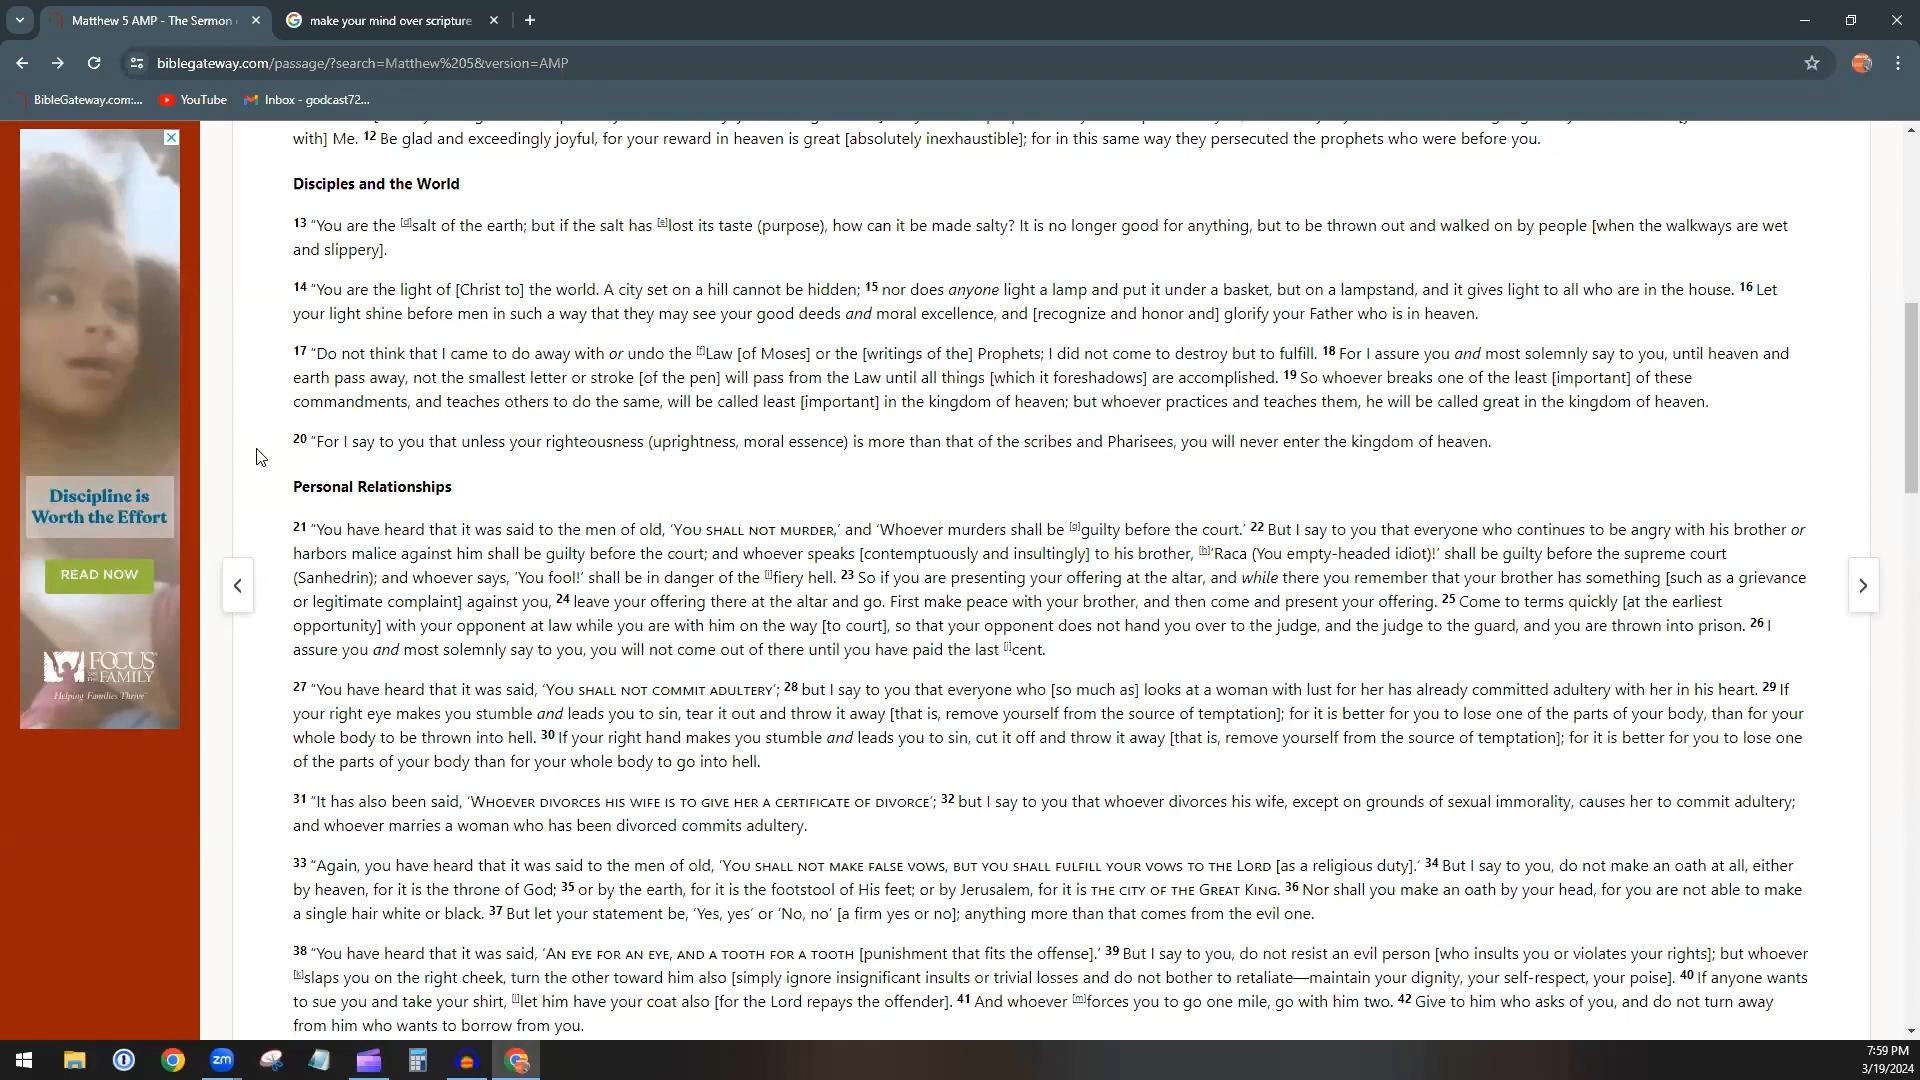 Matthew 5 AMP - The Sermon
make your mind over scripture
biblegateway.com/passage/?search=Matthew%205&version=AMP
BibleGateway.com:...
YouTube
Inbox - godcast72...
with] Me. 12 Be glad and exceedingly joyful, for your reward in heaven is great [absolutely inexhaustible]; for in this same way they persecuted the prophets who were before you.
Disciples and the World
13 “You are the [d]salt of the earth; but if the salt has [e]lost its taste (purpose), how can it be made salty? It is no longer good for anything, but to be thrown out and walked on by people [when the walkways are wet
and slippery].
14 “You are the light of [Christ to] the world. A city set on a hill cannot be hidden; 15 nor does anyone light a lamp and put it under a basket, but on a lampstand, and it gives light to all who are in the house. 16 Let
your light shine before men in such a way that they may see your good deeds and moral excellence, and [recognize and honor and] glorify your Father who is in heaven.
17 “Do not think that I came to do away with or undo the [f]Law [of Moses] or the [writings of the] Prophets; I did not come to destroy but to fulfill. 18 For I assure you and most solemnly say to you, until heaven and
earth pass away, not the smallest letter or stroke [of the pen] will pass from the Law until all things [which it foreshadows] are accomplished. 19 So whoever breaks one of the least [important] of these
commandments, and teaches others to do the same, will be called least [important] in the kingdom of heaven; but whoever practices and teaches them, he will be called great in the kingdom of heaven.
20 “For I say to you that unless your righteousness (uprightness, moral essence) is more than that of the scribes and Pharisees, you will never enter the kingdom of heaven.
Personal Relationships
21 “You have heard that it was said to the men of old, ‘YOU SHALL NOT MURDER,’ and ‘Whoever murders shall be [g]guilty before the court.’ 22 But I say to you that everyone who continues to be angry with his brother or
harbors malice against him shall be guilty before the court; and whoever speaks [contemptuously and insultingly] to his brother, [h]‘Raca (You empty-headed idiot)!’ shall be guilty before the supreme court
(Sanhedrin); and whoever says, ‘You fool!’ shall be in danger of the [i]fiery hell. 23 So if you are presenting your offering at the altar, and while there you remember that your brother has something [such as a grievance
or legitimate complaint] against you, 24 leave your offering there at the altar and go. First make peace with your brother, and then come and present your offering. 25 Come to terms quickly [at the earliest
opportunity] with your opponent at law while you are with him on the way [to court], so that your opponent does not hand you over to the judge, and the judge to the guard, and you are thrown into prison. 26 I
assure you and most solemnly say to you, you will not come out of there until you have paid the last [j]cent.
27 “You have heard that it was said, ‘YOU SHALL NOT COMMIT ADULTERY’; 28 but I say to you that everyone who [so much as] looks at a woman with lust for her has already committed adultery with her in his heart. 29 If
your right eye makes you stumble and leads you to sin, tear it out and throw it away [that is, remove yourself from the source of temptation]; for it is better for you to lose one of the parts of your body, than for your
whole body to be thrown into hell. 30 If your right hand makes you stumble and leads you to sin, cut it off and throw it away [that is, remove yourself from the source of temptation]; for it is better for you to lose one
of the parts of your body than for your whole body to go into hell.
31 “It has also been said, ‘WHOEVER DIVORCES HIS WIFE IS TO GIVE HER A CERTIFICATE OF DIVORCE’; 32 but I say to you that whoever divorces his wife, except on grounds of sexual immorality, causes her to commit adultery;
and whoever marries a woman who has been divorced commits adultery.
33 “Again, you have heard that it was said to the men of old, ‘YOU SHALL NOT MAKE FALSE VOWS, BUT YOU SHALL FULFILL YOUR VOWS TO THE LORD [as a religious duty].’ 34 But I say to you, do not make an oath at all, either
by heaven, for it is the throne of God; 35 or by the earth, for it is the footstool of His feet; or by Jerusalem, for it is THE CITY OF THE GREAT KING. 36 Nor shall you make an oath by your head, for you are not able to make
a single hair white or black. 37 But let your statement be, ‘Yes, yes’ or ‘No, no’ [a firm yes or no]; anything more than that comes from the evil one.
38 “You have heard that it was said, ‘AN EYE FOR AN EYE, AND A TOOTH FOR A TOOTH [punishment that fits the offense].’ 39 But I say to you, do not resist an evil person [who insults you or violates your rights]; but whoever
[k]slaps you on the right cheek, turn the other toward him also [simply ignore insignificant insults or trivial losses and do not bother to retaliate—maintain your dignity, your self-respect, your poise]. 40 If anyone wants
to sue you and take your shirt, [l]let him have your coat also [for the Lord repays the offender]. 41 And whoever [m]forces you to go one mile, go with him two. 42 Give to him who asks of you, and do not turn away
from him who wants to borrow from you.
Discipline is
Worth the Effort
READ NOW
FOCUS
ON THE FAMILY
Helping Families Thrive
zm
7:59 PM
3/19/2024